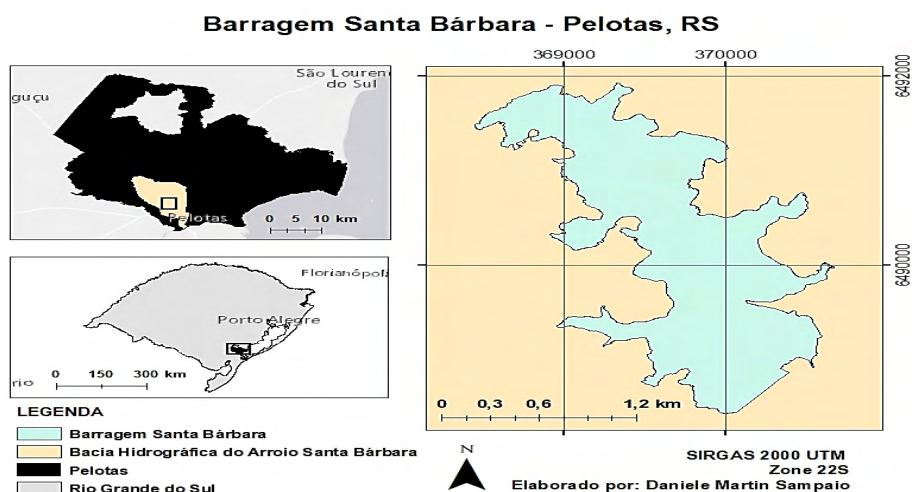 Barragem Santa Bárbara - Pelotas, RS
São Louren
do Sul
guçu
Pelotas
0 5 10 km
Florianópol
Porto Alegre
rio
0 150 300 km
369000 370000
6492000
6490000
0 0,3 0,6 1,2 km
LEGENDA
Barragem Santa Bárbara
Bacia Hidrográfica do Arroio Santa Bárbara
Pelotas
Rio Grande do Sul
N
SIRGAS 2000 UTM
Zone 22S
Elaborado por: Daniele Martin Sampaio